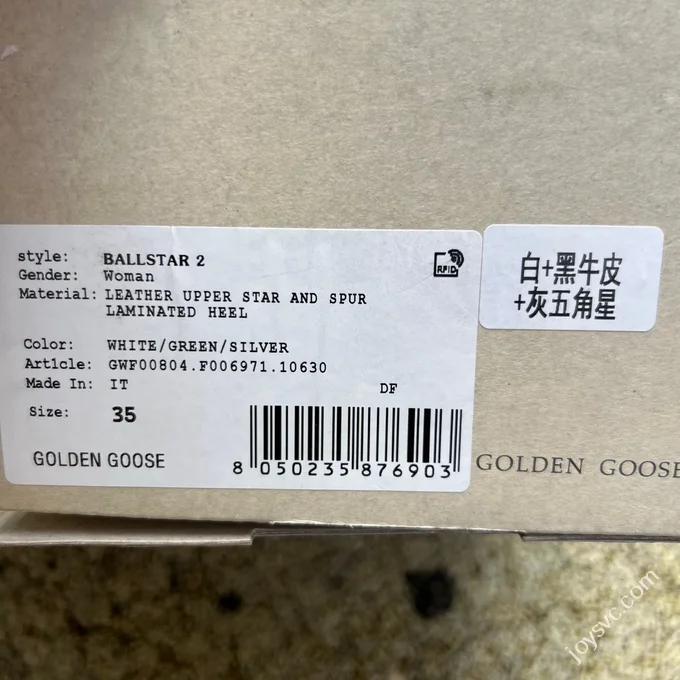 style: BALLSTAR 2
Gender: Woman
Material: LEATHER UPPER STAR AND SPUR
LAMINATED HEEL
Color: WHITE/GREEN/SILVER
Art1cle: GWF00804.F006971.10630
Made In: IT
DF
Size: 35
GOLDEN GOOSE
8 050235 876903
RFID
白+黑牛皮
+灰五角星
GOLDEN GOOSE
joysvc.com